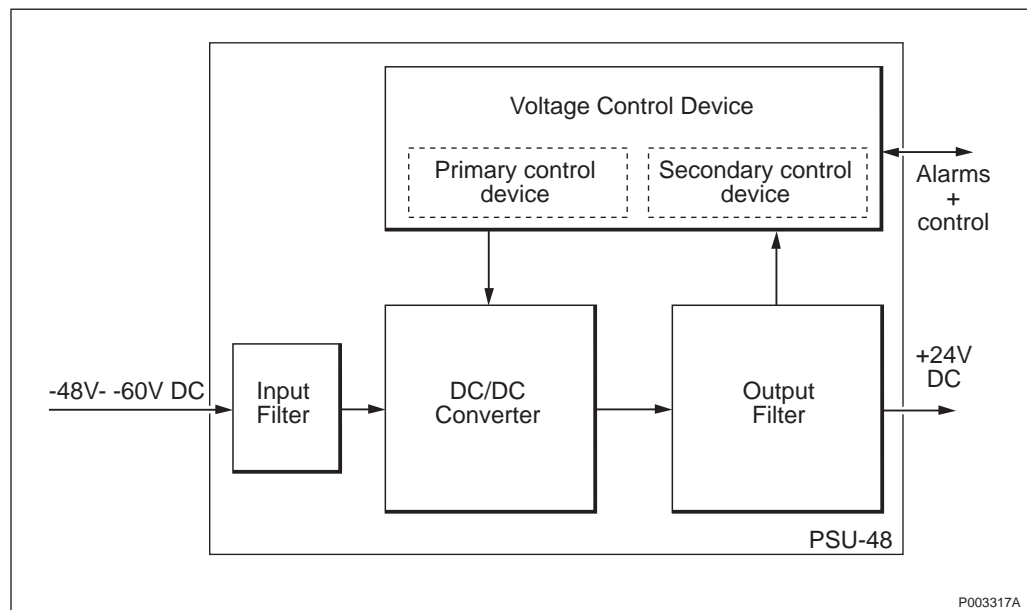 Voltage Control Device
Primary control
device
Secondary control
device
Alarms
+
control
-48V- -60V DC
Input
Filter
DC/DC
Converter
Output
Filter
+24V
DC
PSU-48
P003317A